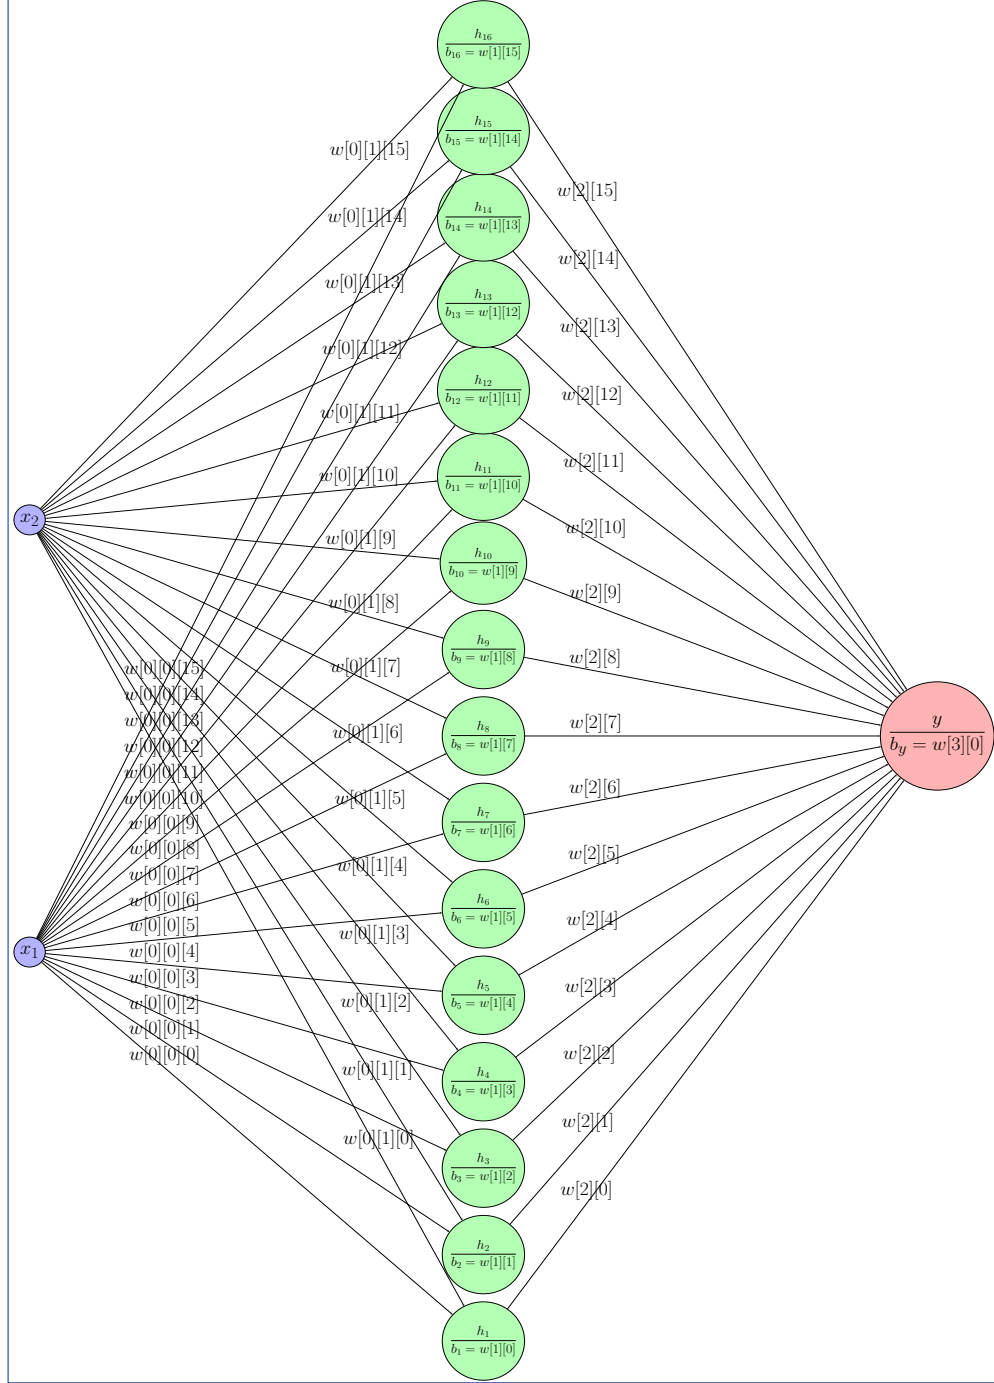 h₁₆
b₁₆ = w[1][15]
h₁₅
b₁₅ = w[1][14]
w[0][1][15]
w[2][15]
h₁₄
b₁₄ = w[1][13]
w[0][1][14]
w[2][14]
w[0][1][13]
h₁₃
b₁₃ = w[1][12]
w[2][13]
w[0][1][12]
h₁₂
b₁₂ = w[1][11]
w[2][12]
w[0][1][11]
w[2][11]
h₁₁
b₁₁ = w[1][10]
w[0][1][10]
x₂
w[2][10]
w[0][1][9]
h₁₀
b₁₀ = w[1][9]
w[2][9]
w[0][1][8]
h₉
b₉ = w[1][8]
w[2][8]
w[0][0][15]
w[0][1][7]
w[0][0][14]
w[0][0][13]
w[2][7]
h₈
b₈ = w[1][7]
y
b_y = w[3][0]
w[0][1][6]
w[0][0][12]
w[0][0][11]
w[2][6]
w[0][0][10]
w[0][1][5]
h₇
b₇ = w[1][6]
w[0][0][9]
w[0][0][8]
w[2][5]
w[0][1][4]
w[0][0][7]
w[0][0][6]
h₆
b₆ = w[1][5]
w[2][4]
w[0][0][5]
w[0][1][3]
x₁
w[0][0][4]
w[0][0][3]
h₅
b₅ = w[1][4]
w[2][3]
w[0][0][2]
w[0][1][2]
w[0][0][1]
w[0][0][0]
w[2][2]
w[0][1][1]
h₄
b₄ = w[1][3]
w[2][1]
w[0][1][0]
h₃
b₃ = w[1][2]
w[2][0]
h₂
b₂ = w[1][1]
h₁
b₁ = w[1][0]